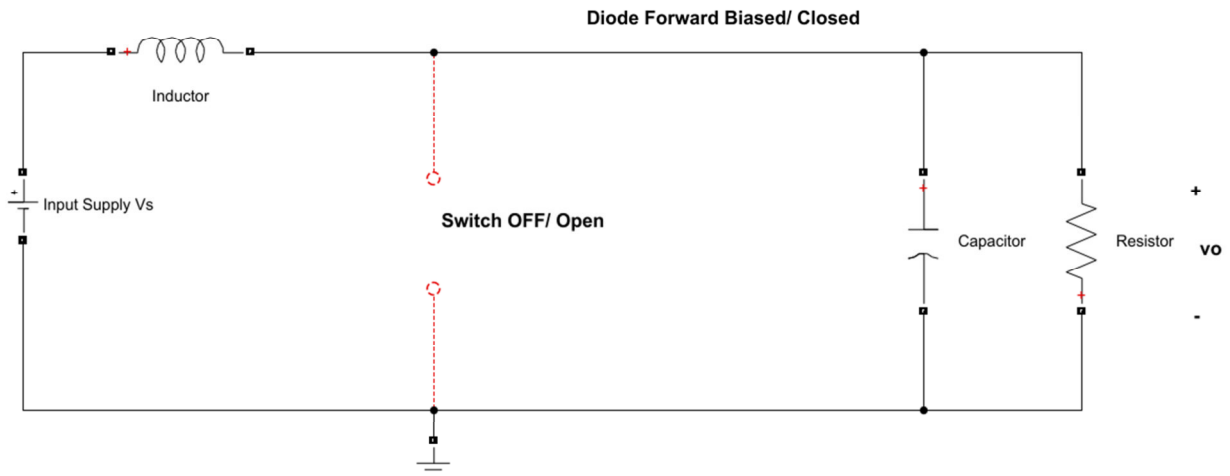 Diode Forward Biased/ Closed
Inductor
Input Supply Vs
Switch OFF/ Open
Capacitor
Resistor
+
vo
-